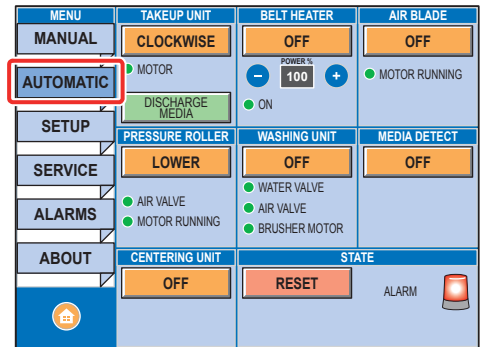 MENU
MANUAL
AUTOMATIC
SETUP
SERVICE
ALARMS
ABOUT
TAKEUP UNIT
CLOCKWISE
MOTOR
DISCHARGE
MEDIA
BELT HEATER
OFF
POWER %
- 100 +
ON
AIR BLADE
OFF
MOTOR RUNNING
PRESSURE ROLLER
LOWER
AIR VALVE
MOTOR RUNNING
WASHING UNIT
OFF
WATER VALVE
AIR VALVE
BRUSHER MOTOR
MEDIA DETECT
OFF
CENTERING UNIT
OFF
STATE
RESET
ALARM